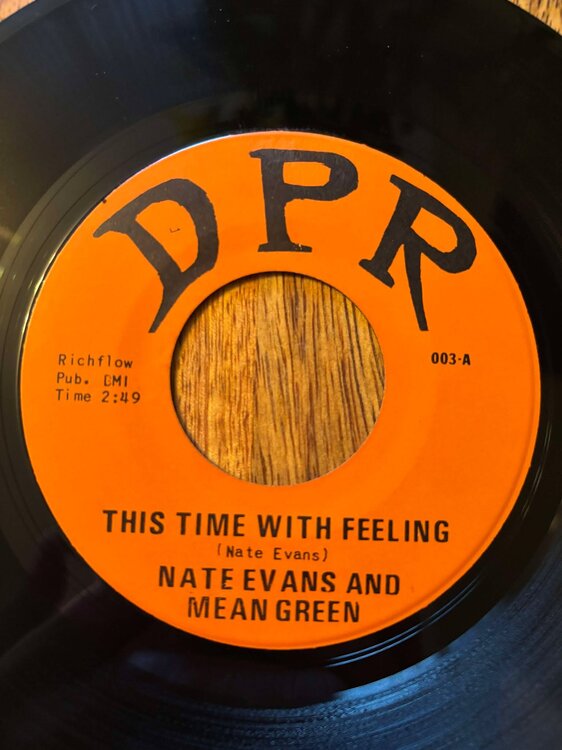 DPR
Richflow
Pub. BMI
Time 2:49
003-A
THIS TIME WITH FEELING
(Nate Evans)
NATE EVANS AND
MEAN GREEN